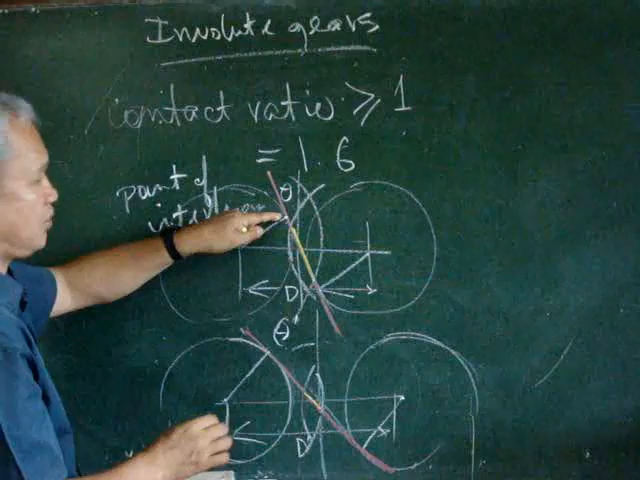 Involute gears
contact ratio ⩾ 1
= 1.6
point of
θ
D
θ
D